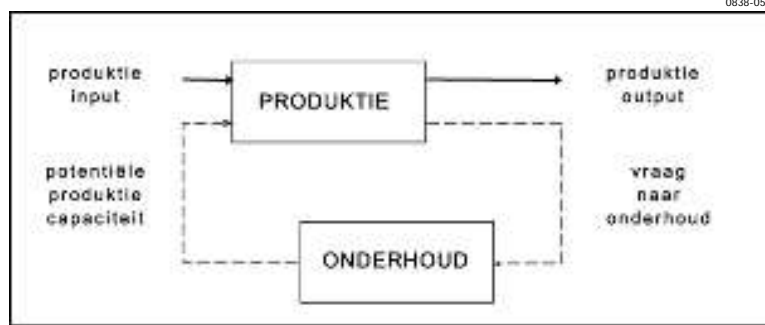 0838-05
produktie
input
PRODUKTIE
produktie
output
potentiële
produktie
capaciteit
vraag
naar
onderhoud
ONDERHOUD